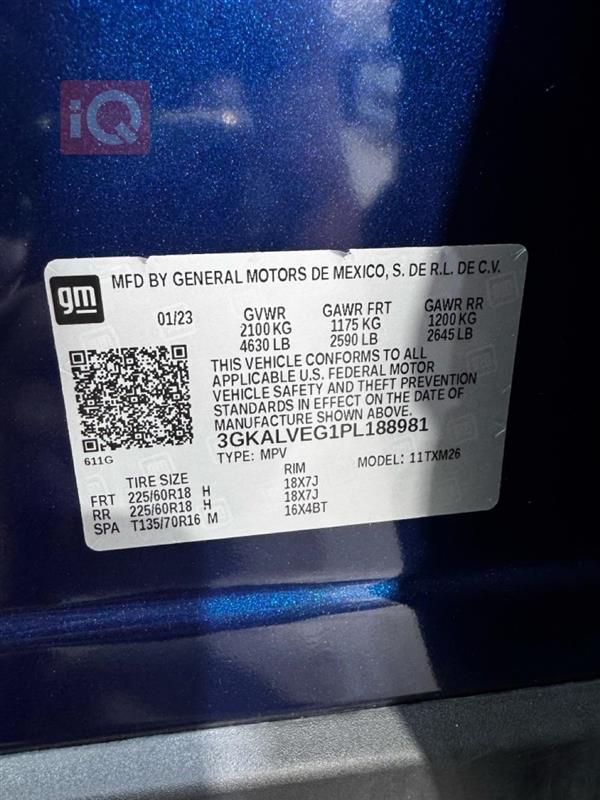 iQ
gm
MFD BY GENERAL MOTORS DE MEXICO, S. DE R.L. DE C.V.
01/23 GVWR GAWR FRT GAWR RR
2100 KG 1175 KG 1200 KG
4630 LB 2590 LB 2645 LB
THIS VEHICLE CONFORMS TO ALL
APPLICABLE U.S. FEDERAL MOTOR
VEHICLE SAFETY AND THEFT PREVENTION
STANDARDS IN EFFECT ON THE DATE OF
MANUFACTURE SHOWN ABOVE.
3GKALVEG1PL188981
611G TYPE: MPV MODEL: 11TXM26
TIRE SIZE RIM
FRT 225/60R18 H 18X7J
RR 225/60R18 H 18X7J
SPA T135/70R16 M 16X4BT